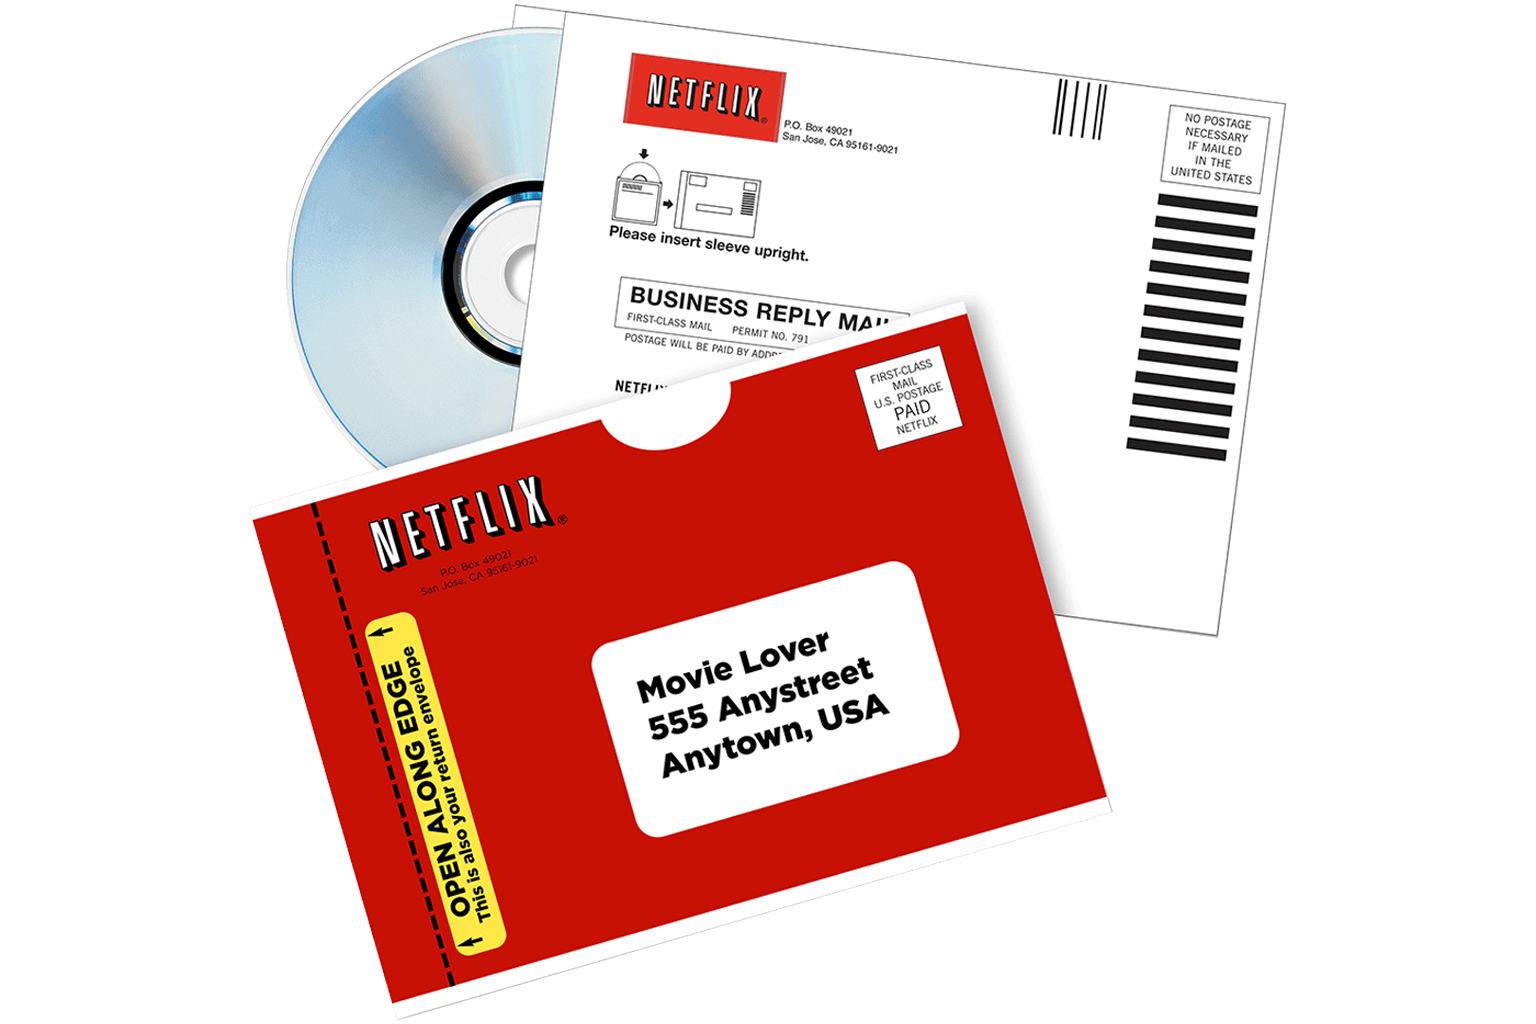 NETFLIX®
P.O. Box 49021
San Jose, CA 95161-9021
NO POSTAGE
NECESSARY
IF MAILED
IN THE
UNITED STATES
Please insert sleeve upright.
BUSINESS REPLY
FIRST-CLASS MAIL PERMIT NO. 791
POSTAGE WILL BE PAID BY
FIRST-CLASS
MAIL
U.S. POSTAGE
PAID
NETFLIX
NETFLIX®
P.O. Box 49021
San Jose, CA 95161-9021
OPEN ALONG EDGE
This is also your return envelope
Movie Lover
555 Anystreet
Anytown, USA